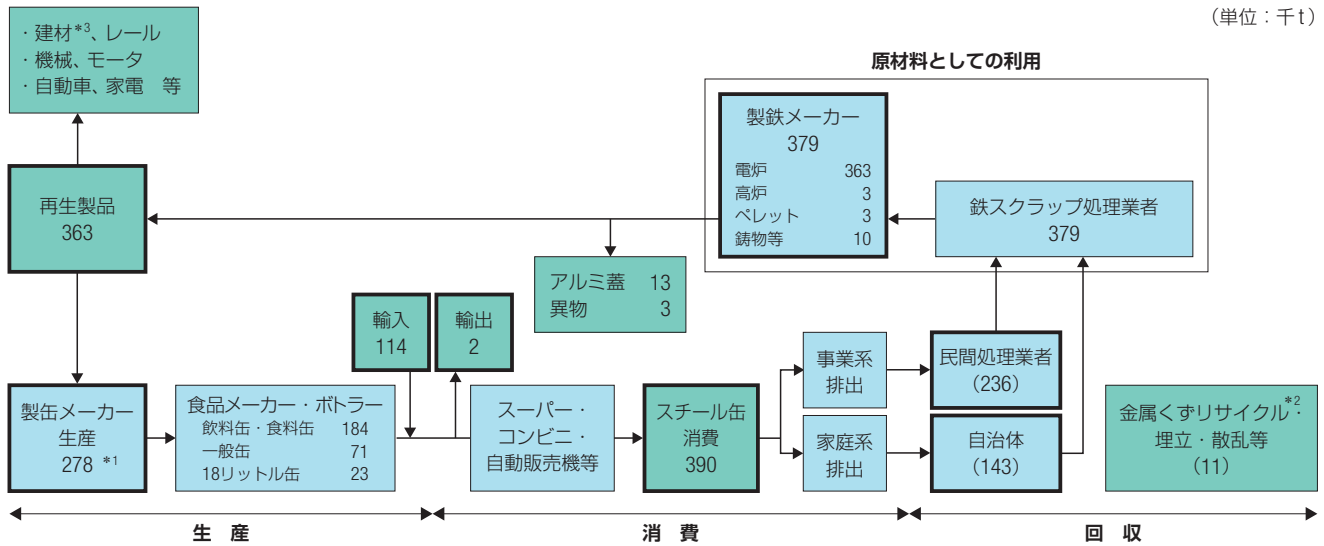 (単位:千t)
・建材*3、レール
・機械、モータ
・自動車、家電 等
原材料としての利用
製鉄メーカー
379
電炉 363
高炉 3
ペレット 3
鋳物等 10
鉄スクラップ処理業者
379
再生製品
363
アルミ蓋 13
異物 3
輸入
114
輸出
2
製缶メーカー
生産
278 *1
食品メーカー・ボトラー
飲料缶・食料缶 184
一般缶 71
18リットル缶 23
スーパー・
コンビニ・
自動販売機等
スチール缶
消費
390
事業系
排出
家庭系
排出
民間処理業者
(236)
自治体
(143)
金属くずリサイクル*2・
埋立・散乱等
(11)
生 産
消 費
回 収